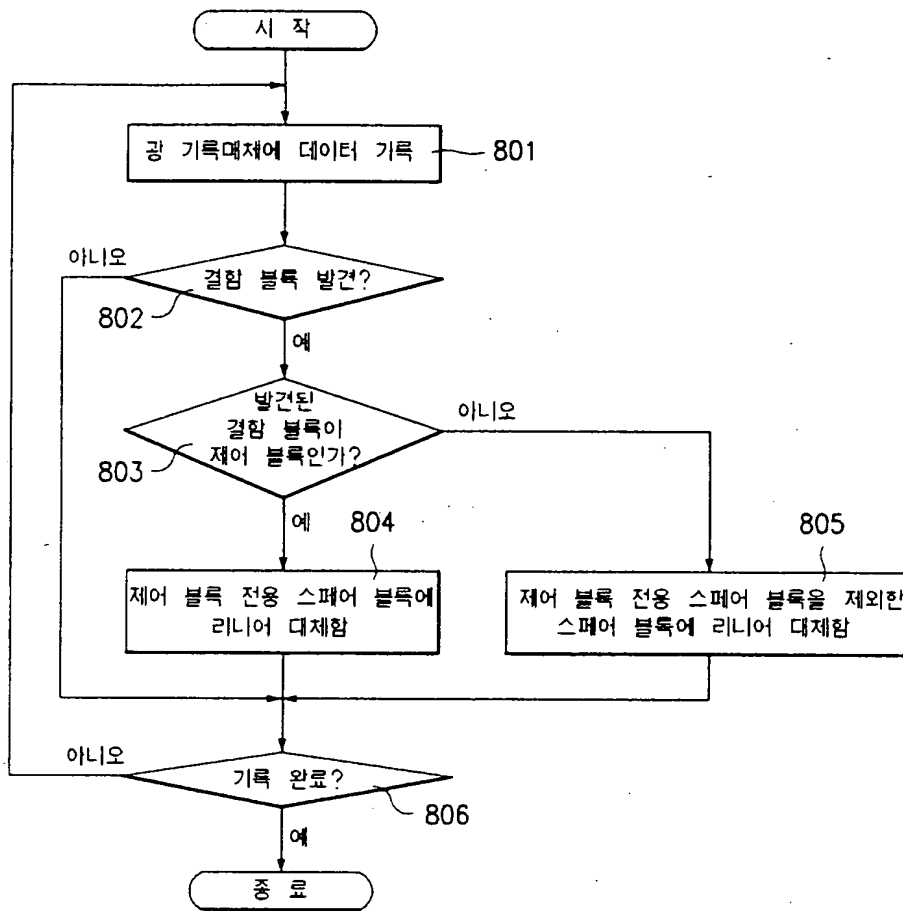 시 작
광 기록매체에 데이터 기록
801
아니오
결함 블록 발견?
802
예
발견된
결함 블록이
제어 블록인가?
803
아니오
예
804
제어 블록 전용 스페어 블록에
리니어 대체함
805
제어 블록 전용 스페어 블록을 제외한
스페어 블록에 리니어 대체함
아니오
기록 완료?
806
예
종 료